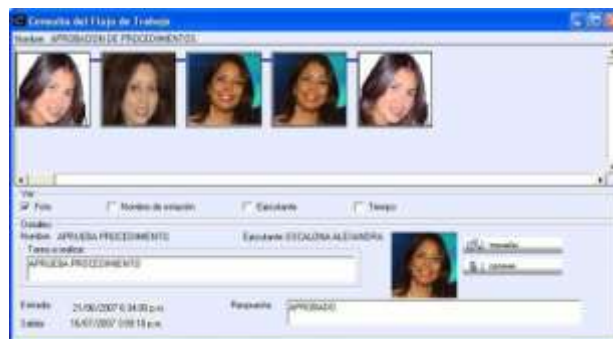 Consulta del Flujo de Trabajo
Nombre: APROBACION DE PROCEDIMIENTOS
Ver
Foto
Nombre de estación
Ejecutante
Tiempo
Detalles
Nombre: APRUEBA PROCEDIMIENTO
Ejecutante: ESCALONA ALEJANDRA
Tarea a realizar:
APRUEBA PROCEDIMIENTO
Entrada: 21/06/2007
Respuesta: APROBADO
Salida: 16/07/2007